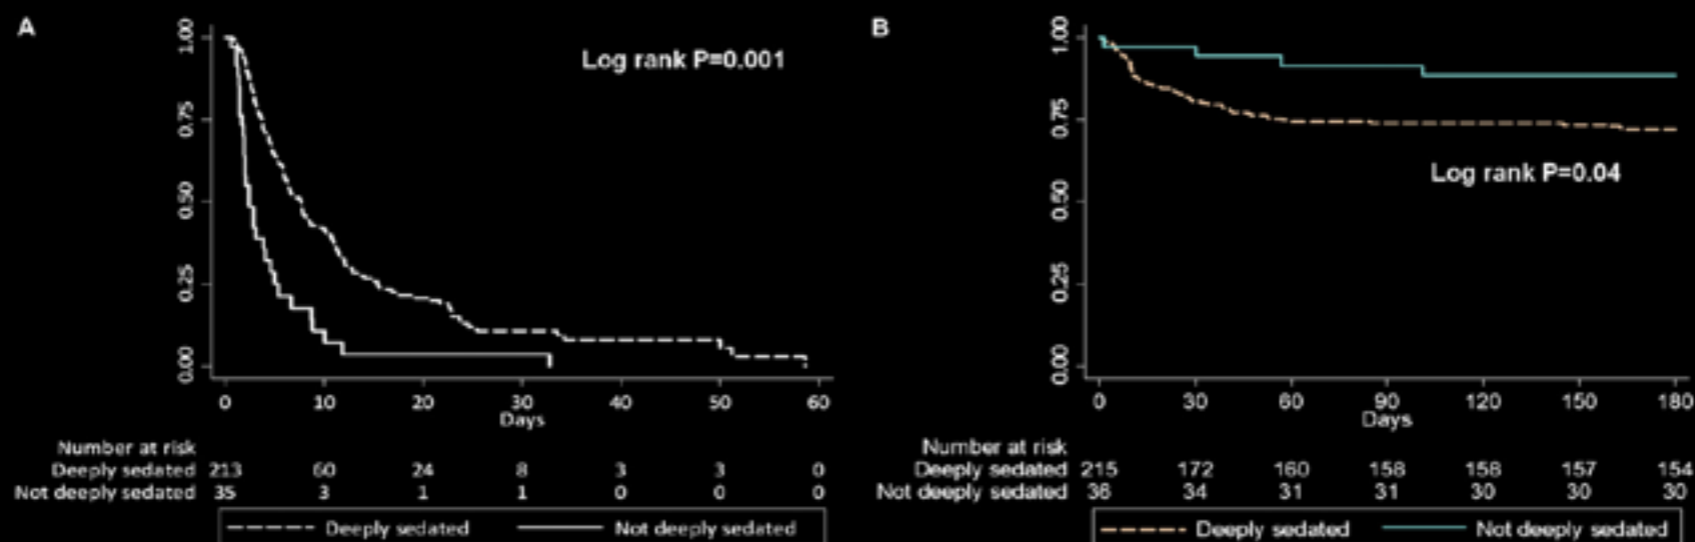 A
Log rank P=0.001
1.00
0.75
0.50
0.25
0.00
0 10 20 30 40 50 60
Days
Number at risk
Deeply sedated 213 60 24 8 3 3 0
Not deeply sedated 35 3 1 1 0 0 0
Deeply sedated Not deeply sedated
B
1.00
0.75
0.50
0.25
0.00
Log rank P=0.04
0 30 60 90 120 150 180
Days
Number at risk
Deeply sedated 215 172 160 158 158 157 154
Not deeply sedated 36 34 31 31 30 30 30
Deeply sedated Not deeply sedated